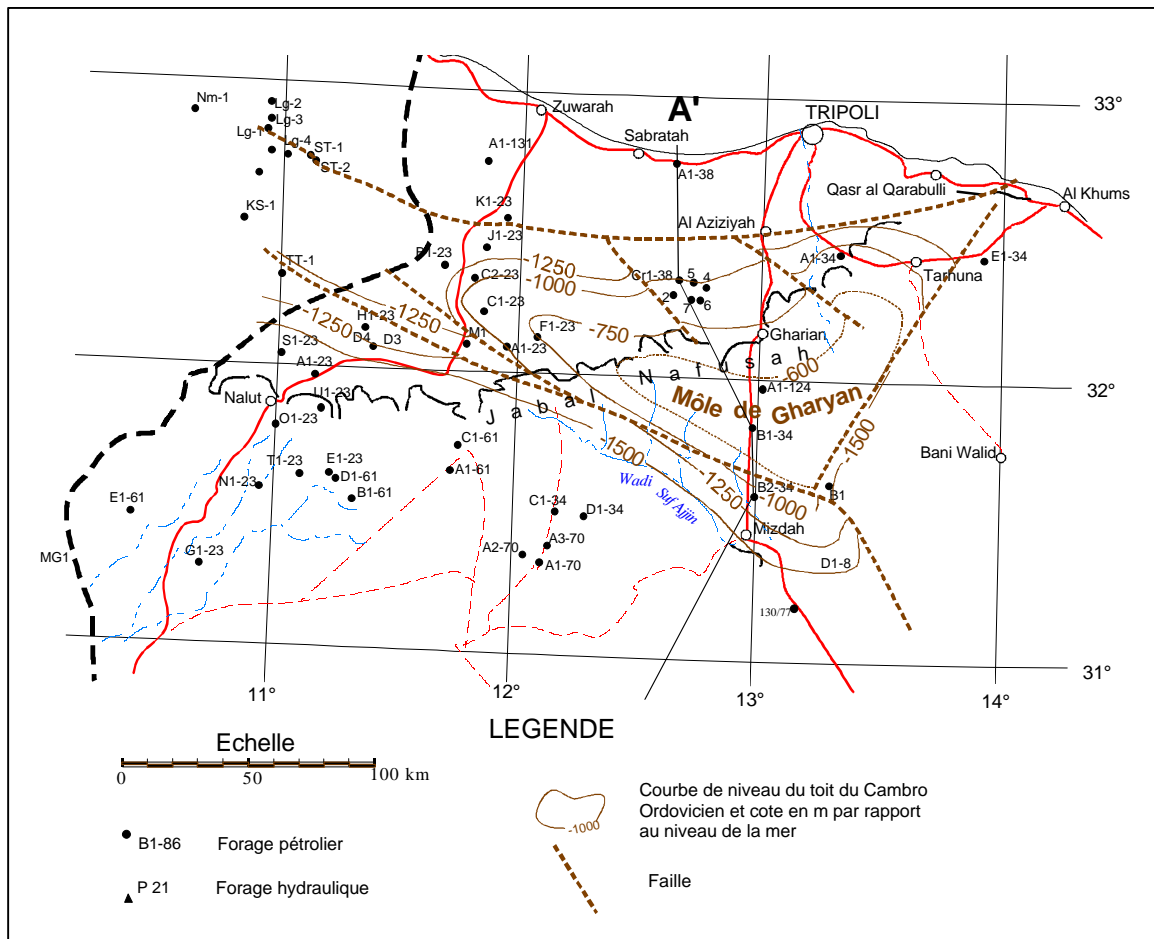 Nm-1
Lg-2
Lg-3
Lg-1
Lg-4
ST-1
ST-2
KS-1
TT-1
Zuwarah
Sabratah
A'
TRIPOLI
33°
A1-131
A1-38
Qasr al Qarabulli
Al Khums
K1-23
Al Aziziyah
J1-23
C2-23
-1250
-1000
Cr1-38
5
4
2
7
6
A1-34
Tarhuna
E1-34
C1-23
-750
F1-23
Gharian
-1250
1250
H1-23
D4
D3
M1
A1-23
S1-23
A1-23
-600
32°
Jabal Nafusah
Môle de Gharyan
A1-124
Nalut
U1-23
O1-23
B1-34
-1500
-1500
Bani Walid
C1-61
T1-23
E1-23
D1-61
A1-61
N1-23
B1-61
E1-61
Wadi Suf Ajjin
-1250
-1000
B2-34
B1
C1-34
D1-34
Mizdah
MG1
G1-23
A2-70
A3-70
A1-70
D1-8
130/77
31°
11°
12°
13°
14°
LEGENDE
Echelle
0
50
100 km
Courbe de niveau du toit du Cambro
Ordovicien et cote en m par rapport
au niveau de la mer
-1000
B1-86
Forage pétrolier
P 21
Forage hydraulique
Faille